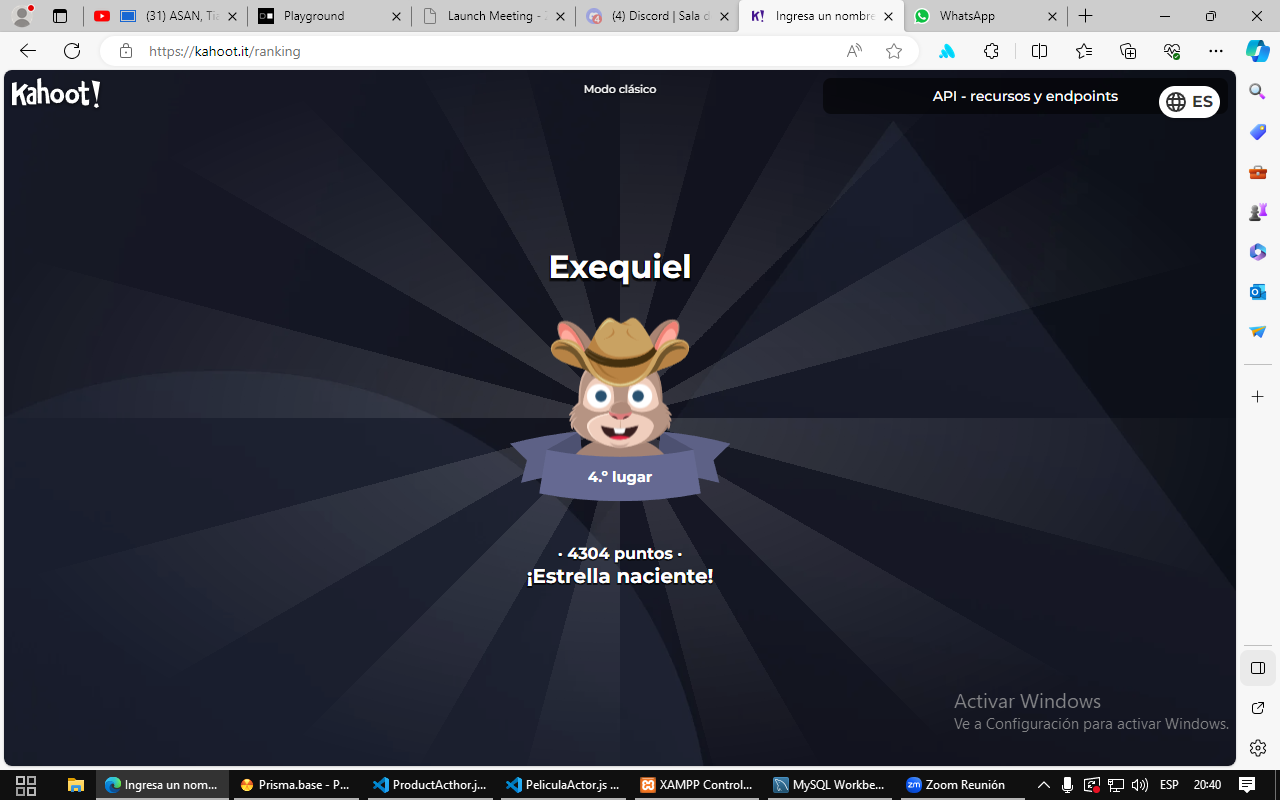 (31) ASAN, Tia
Playground
Launch Meeting - Z
(4) Discord | Sala d
Ingresa un nombre
WhatsApp
https://kahoot.it/ranking
Kahoot!
Modo clásico
API - recursos y endpoints
ES
Exequiel
4.º lugar
· 4304 puntos ·
¡Estrella naciente!
Activar Windows
Ve a Configuración para activar Windows.
Ingresa un nom...
Prisma.base - P...
ProductActhor.j...
PeliculaActor.js ...
XAMPP Control...
MySQL Workbe...
zm
Zoom Reunión
ESP
20:40